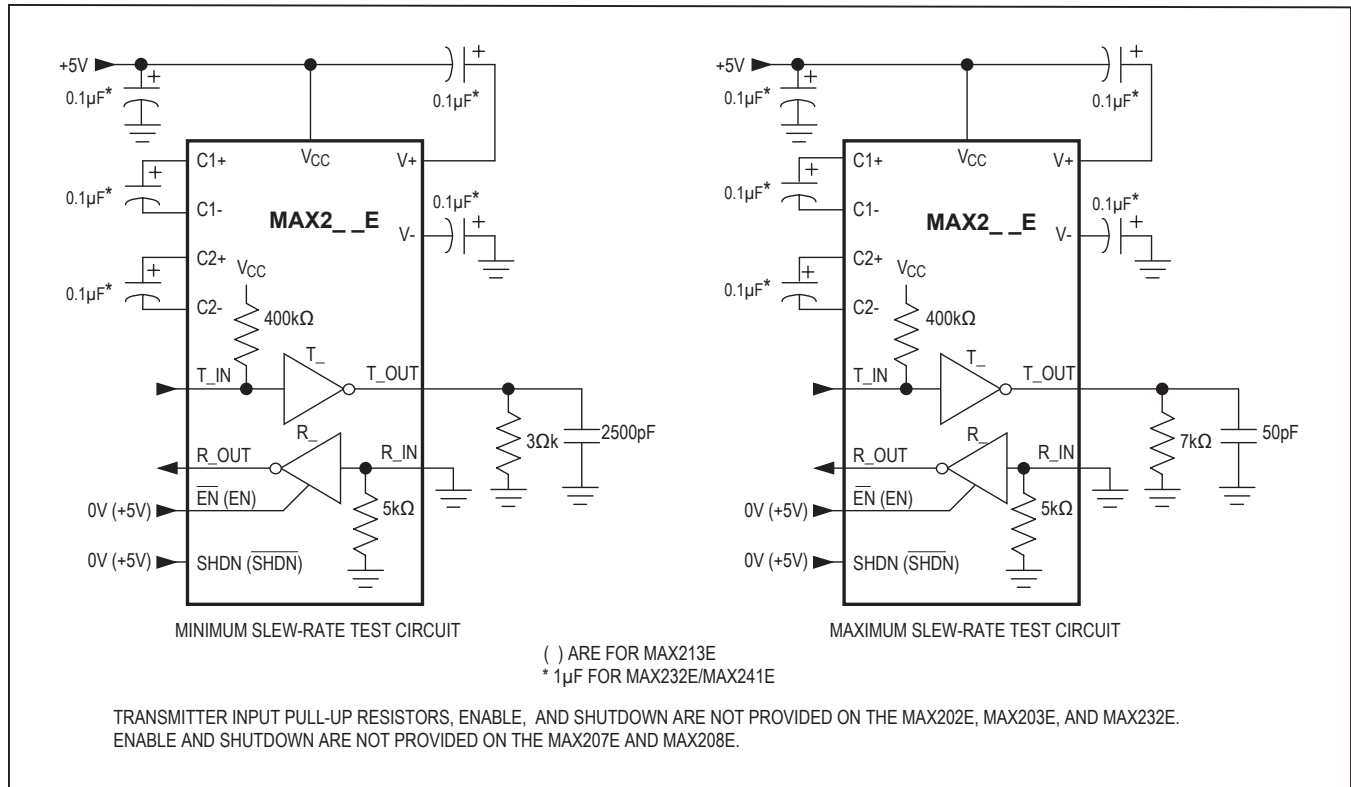 +5V
0.1µF*
+
0.1µF*
+
VCC
V+
C1+
0.1µF*
+
C1-
MAX2_ _E
0.1µF*
V-
+
C2+
0.1µF*
+
C2-
VCC
400kΩ
T_IN
T_
T_OUT
3Ωk
2500pF
R_OUT
R_
R_IN
5kΩ
0V (+5V)
EN (EN)
0V (+5V)
SHDN (SHDN)
MINIMUM SLEW-RATE TEST CIRCUIT
+5V
0.1µF*
+
0.1µF*
+
VCC
V+
C1+
0.1µF*
+
C1-
MAX2_ _E
0.1µF*
V-
+
C2+
0.1µF*
+
C2-
VCC
400kΩ
T_IN
T_
T_OUT
7kΩ
50pF
R_OUT
R_
R_IN
5kΩ
0V (+5V)
EN (EN)
0V (+5V)
SHDN (SHDN)
MAXIMUM SLEW-RATE TEST CIRCUIT
( ) ARE FOR MAX213E
* 1µF FOR MAX232E/MAX241E
TRANSMITTER INPUT PULL-UP RESISTORS, ENABLE, AND SHUTDOWN ARE NOT PROVIDED ON THE MAX202E, MAX203E, AND MAX232E.
ENABLE AND SHUTDOWN ARE NOT PROVIDED ON THE MAX207E AND MAX208E.